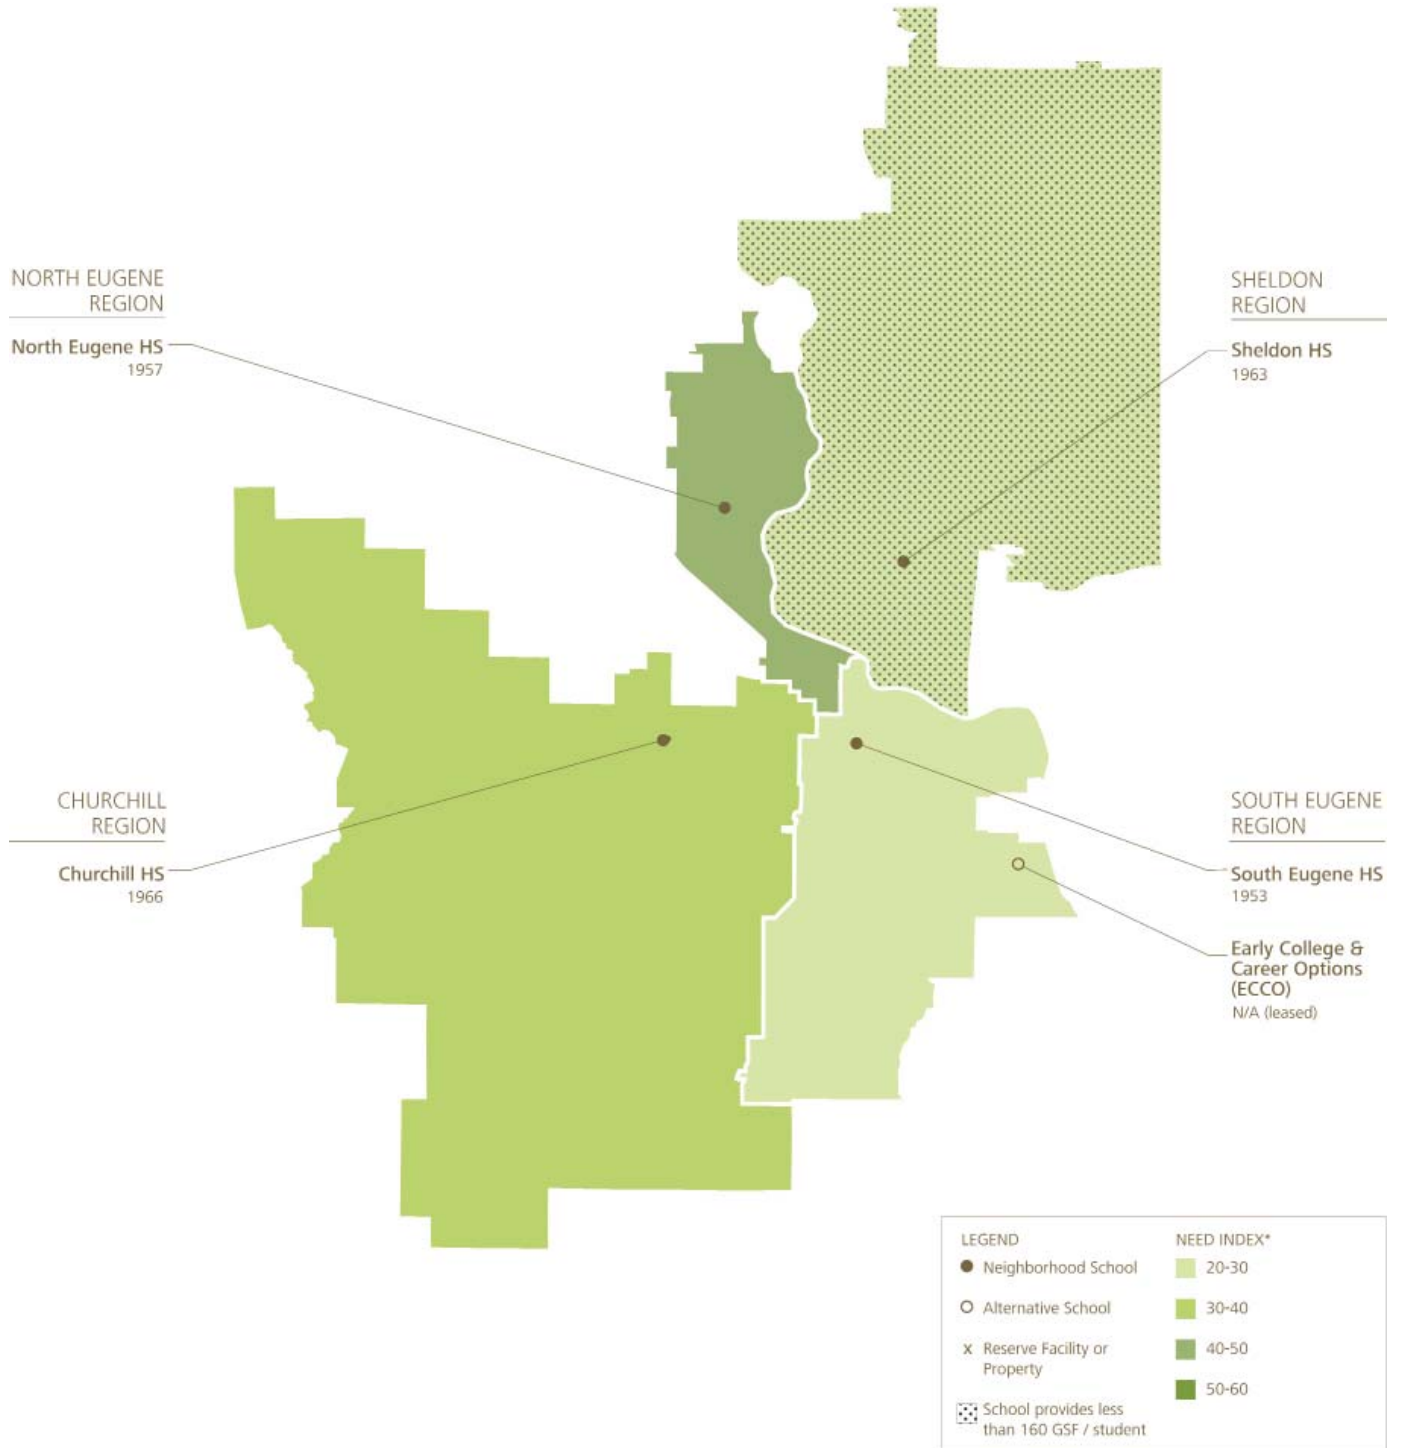 NORTH EUGENE
REGION
North Eugene HS
1957
SHELDON
REGION
Sheldon HS
1963
CHURCHILL
REGION
Churchill HS
1966
SOUTH EUGENE
REGION
South Eugene HS
1953
Early College &
Career Options
(ECCO)
N/A (leased)
LEGEND
Neighborhood School
Alternative School
x Reserve Facility or
Property
School provides less
than 160 GSF / student
NEED INDEX*
20-30
30-40
40-50
50-60